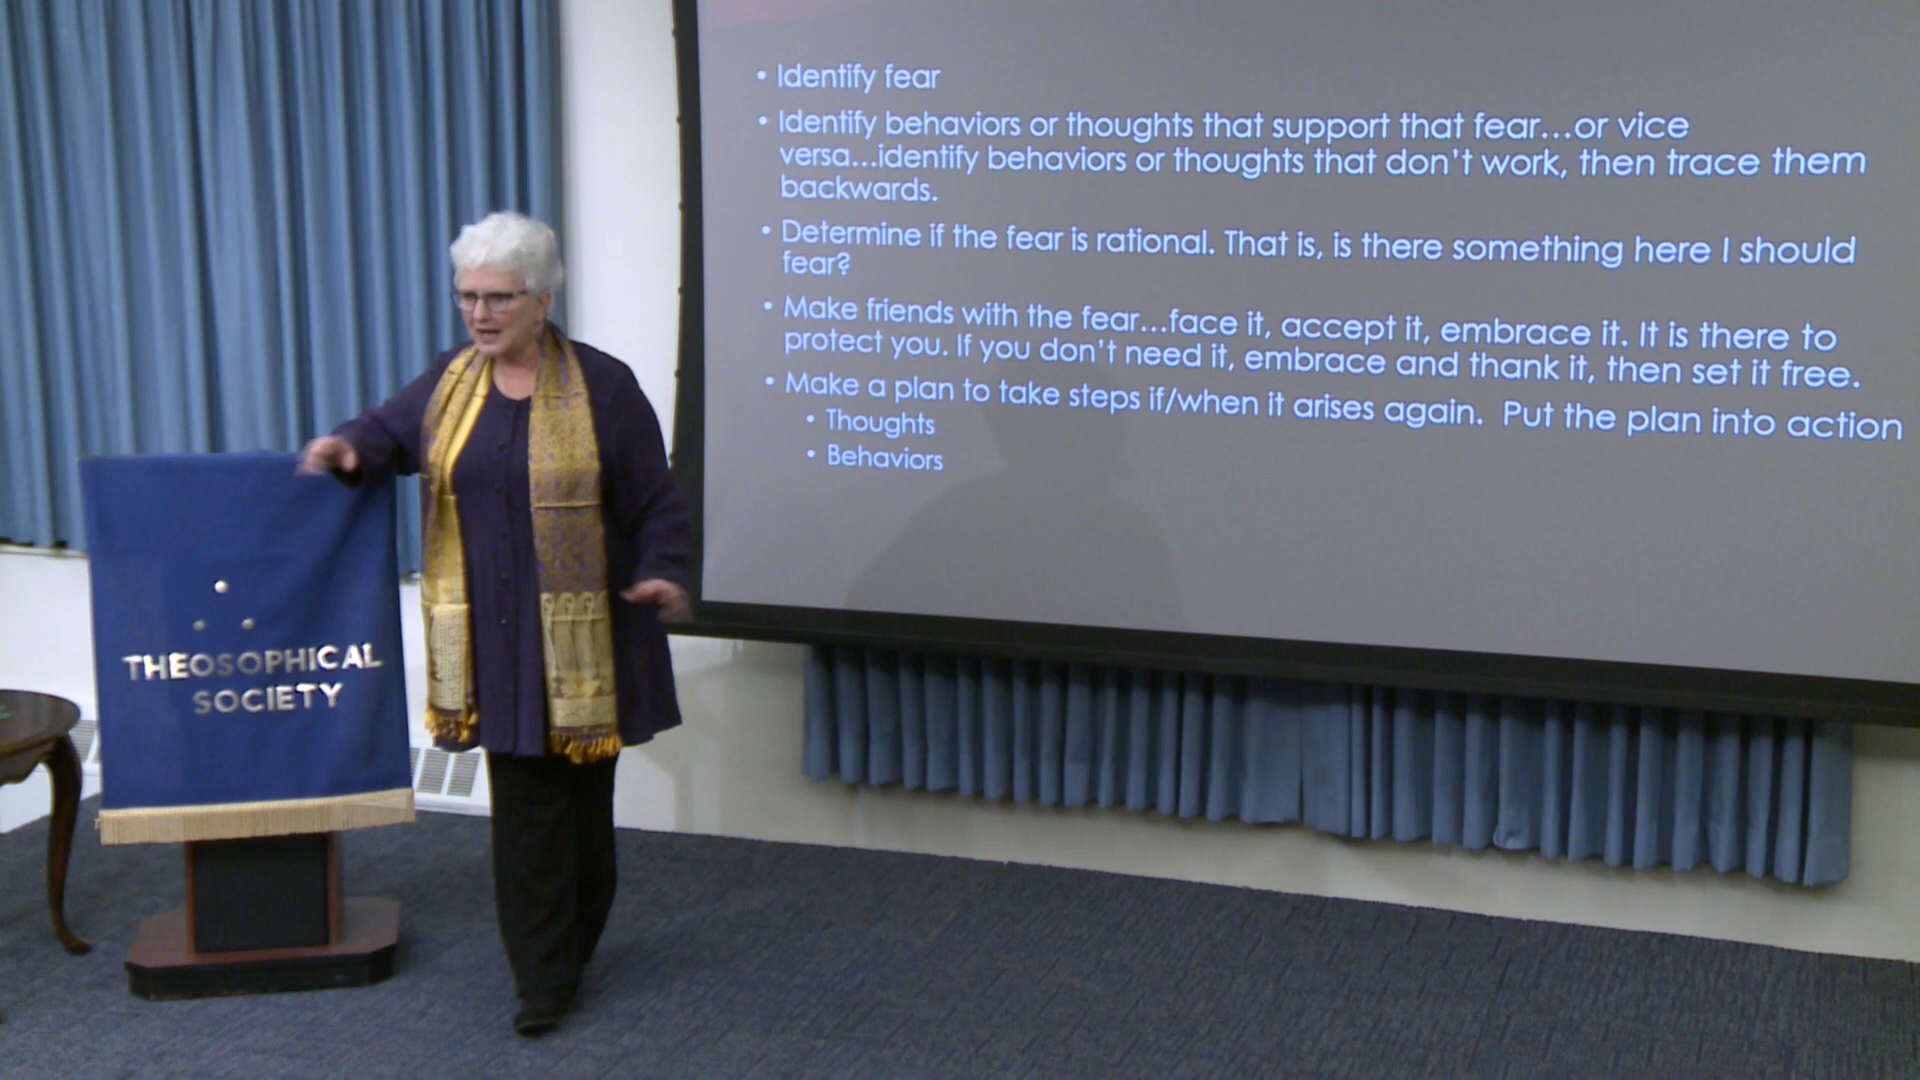 • Identify fear
• Identify behaviors or thoughts that support that fear...or vice
versa...identify behaviors or thoughts that don't work, then trace them
backwards.
• Determine if the fear is rational. That is, is there something here I should
fear?
• Make friends with the fear...face it, accept it, embrace it. It is there to
protect you. If you don't need it, embrace and thank it, then set it free.
• Make a plan to take steps if/when it arises again. Put the plan into action
• Thoughts
• Behaviors
THEOSOPHICAL
SOCIETY